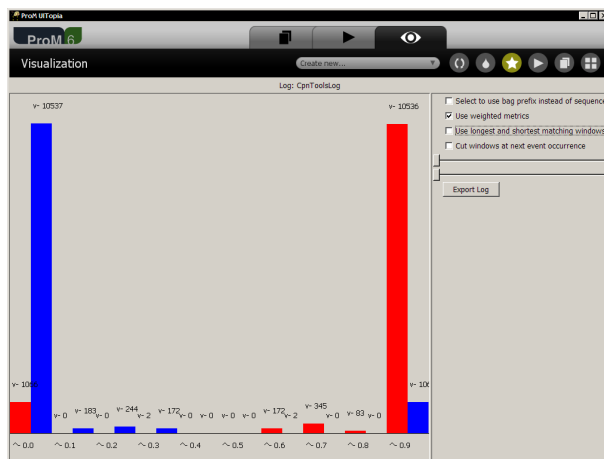 ProM UITopia
ProM 6
Visualization
Create new...
Log: CpnToolsLog
v~ 10537
v~ 10536
Select to use bag prefix instead of sequence
Use weighted metrics
Use longest and shortest matching windows
Cut windows at next event occurrence
Export Log
v~ 0
v~ 183
v~ 0
v~ 244
v~ 2
v~ 172
v~ 0
v~ 0
v~ 0
v~ 0
v~ 172
v~ 2
v~ 345
v~ 0
v~ 83
v~ 0
~ 0.0
~ 0.1
~ 0.2
~ 0.3
~ 0.4
~ 0.5
~ 0.6
~ 0.7
~ 0.8
~ 0.9